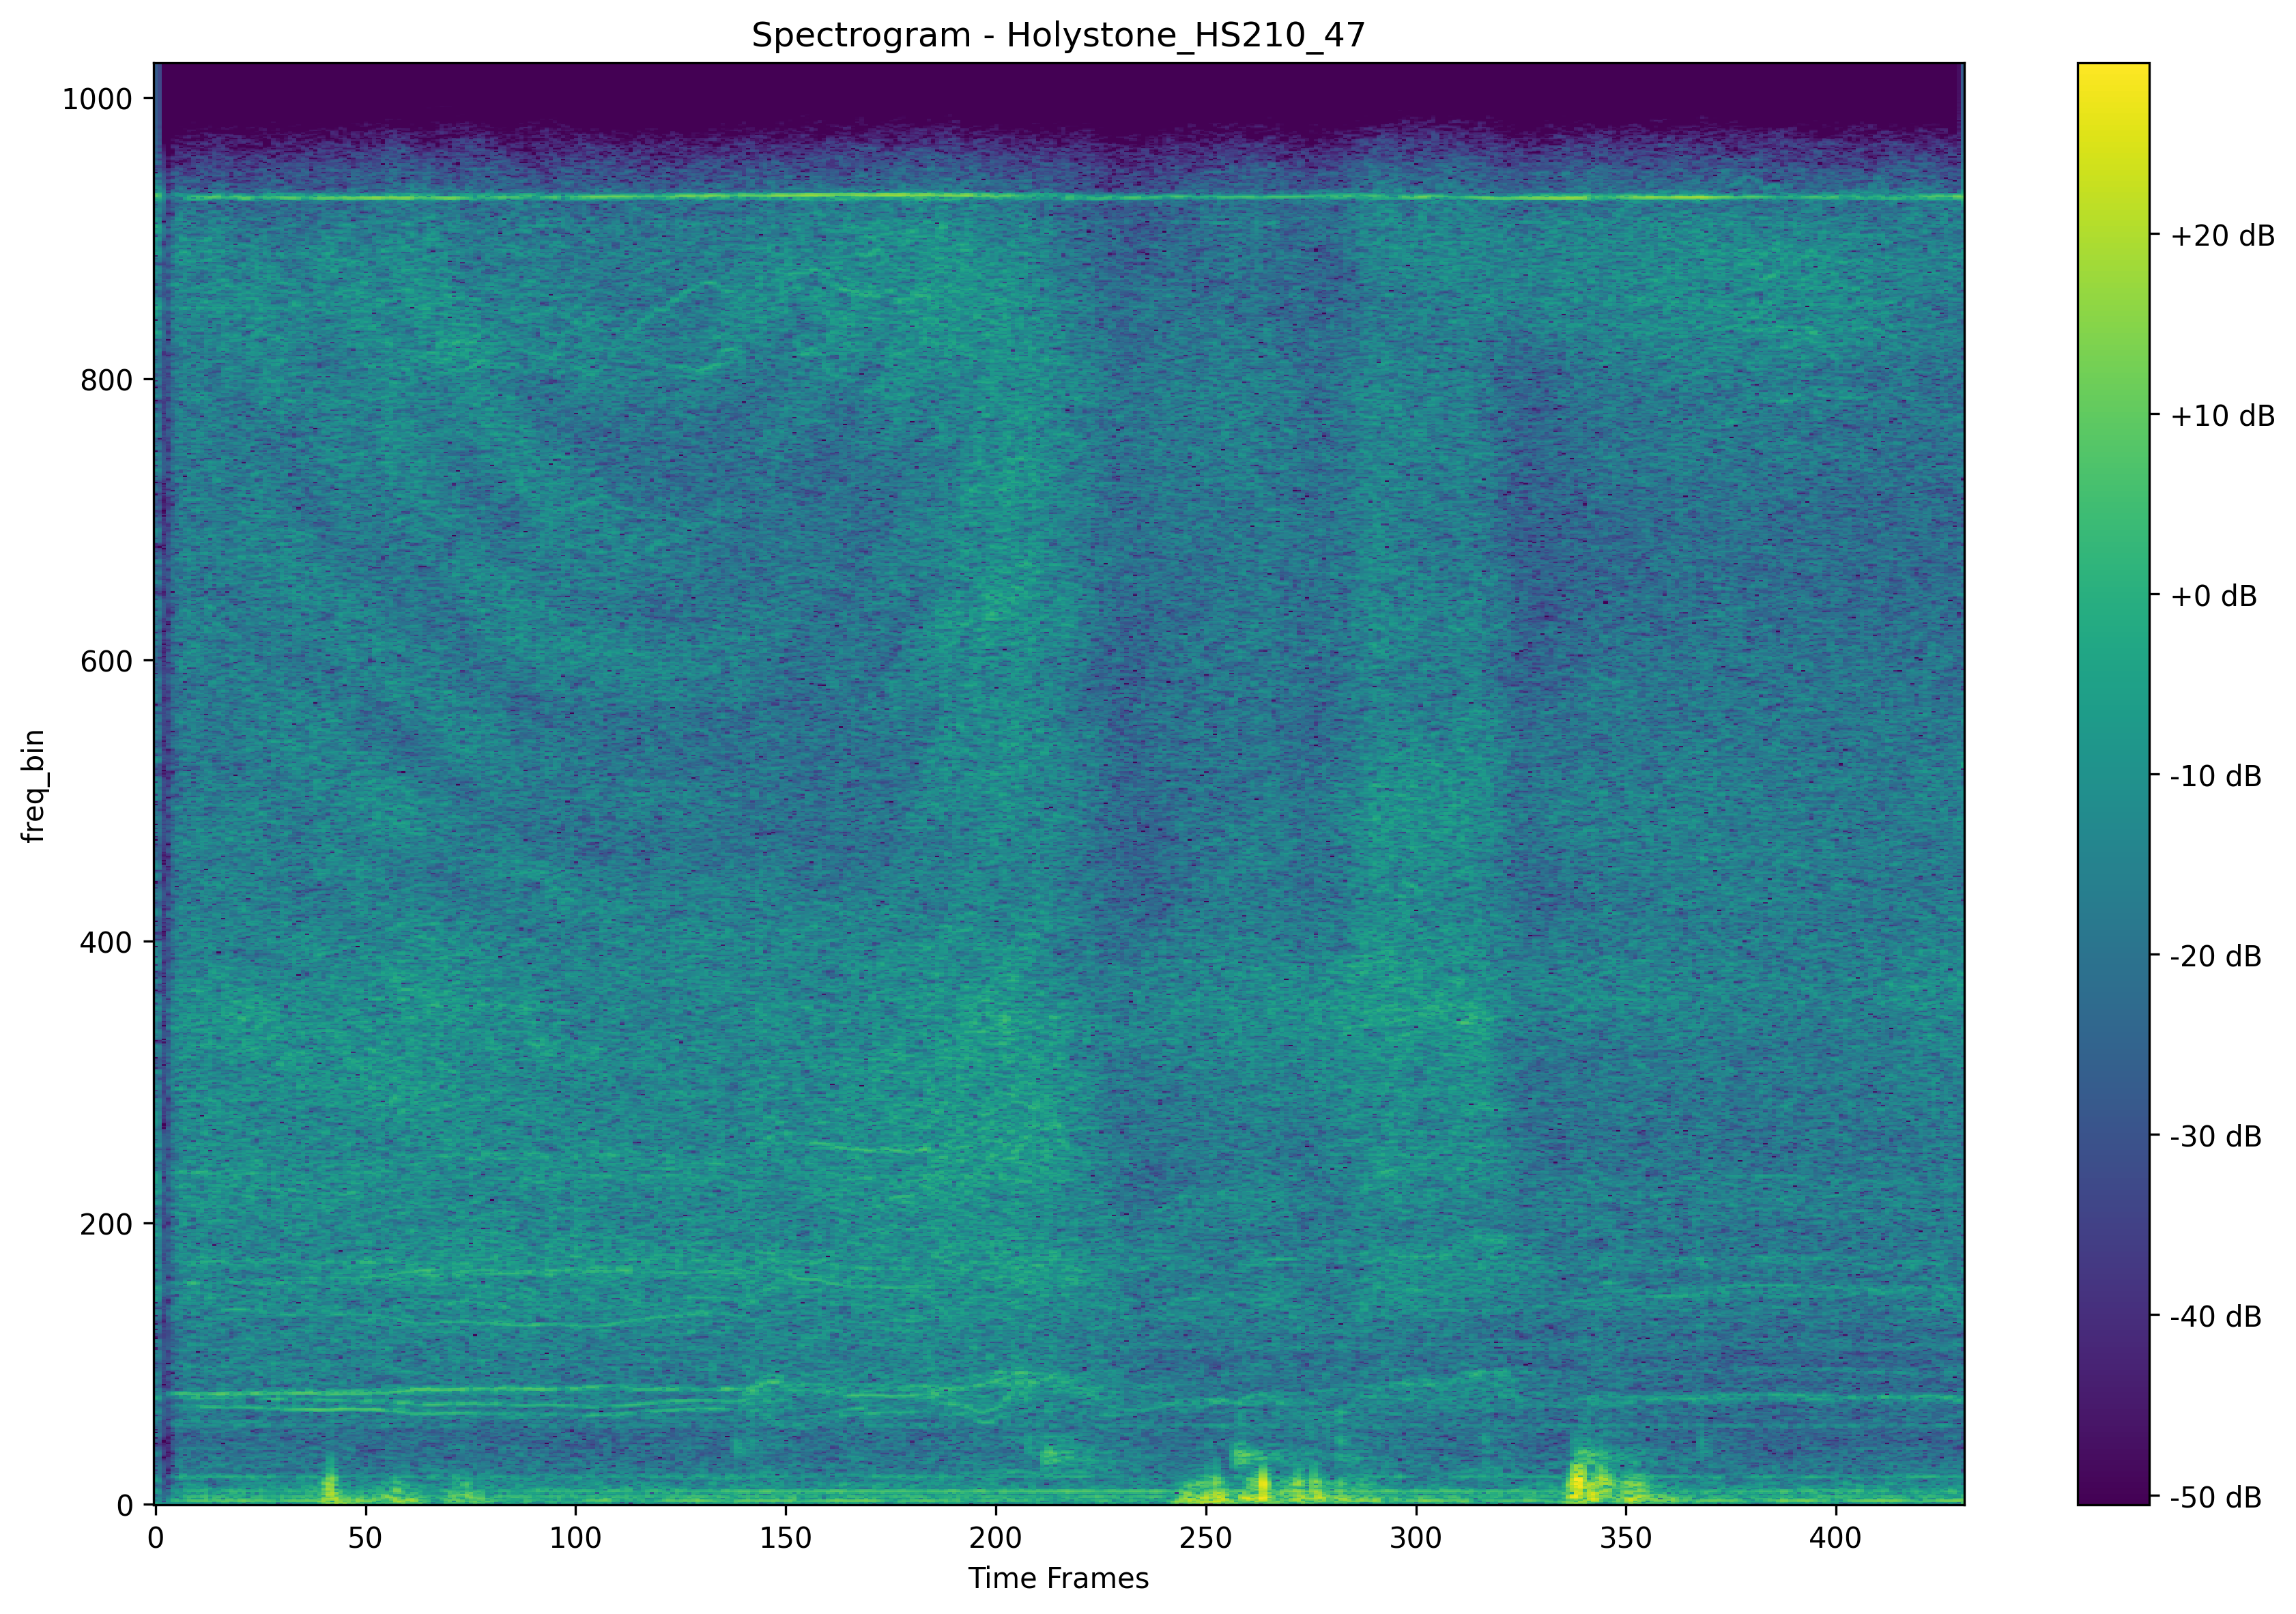 Spectrogram - Holystone_HS210_47
1000
800
600
400
200
0
freq_bin
0 50 100 150 200 250 300 350 400
Time Frames
+20 dB
+10 dB
+0 dB
-10 dB
-20 dB
-30 dB
-40 dB
-50 dB